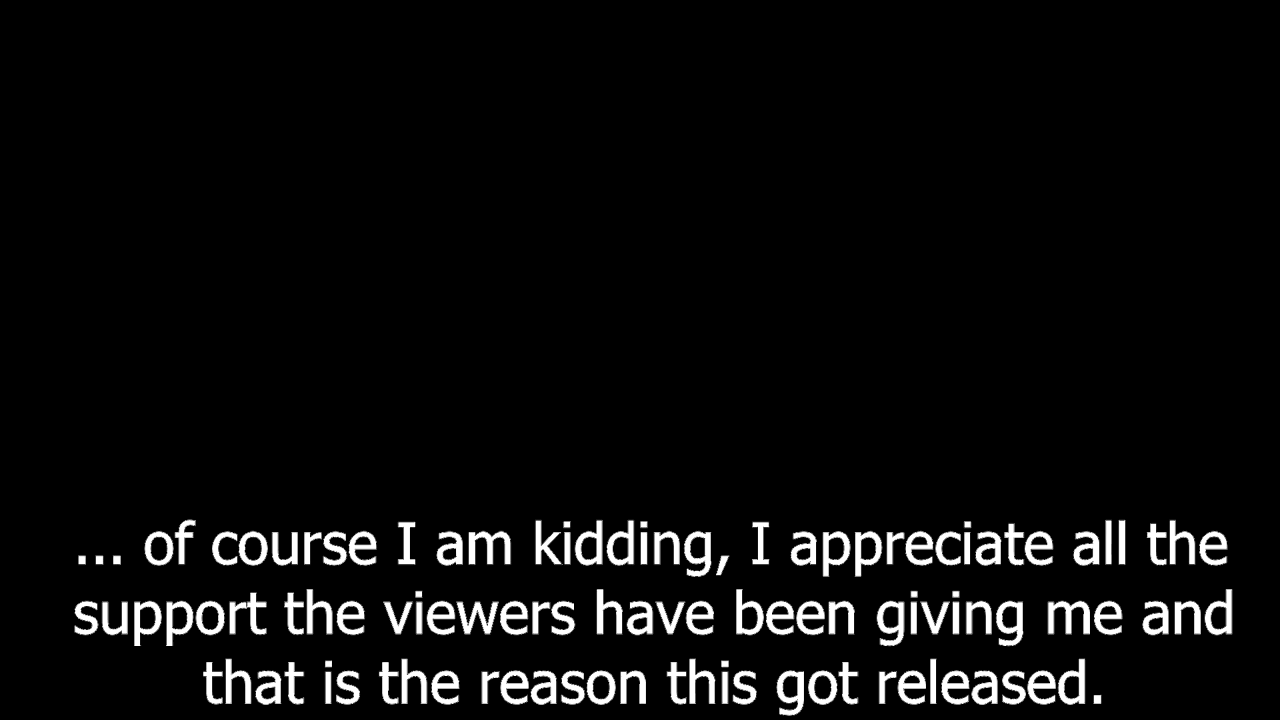 ... of course I am kidding, I appreciate all the
support the viewers have been giving me and
that is the reason this got released.